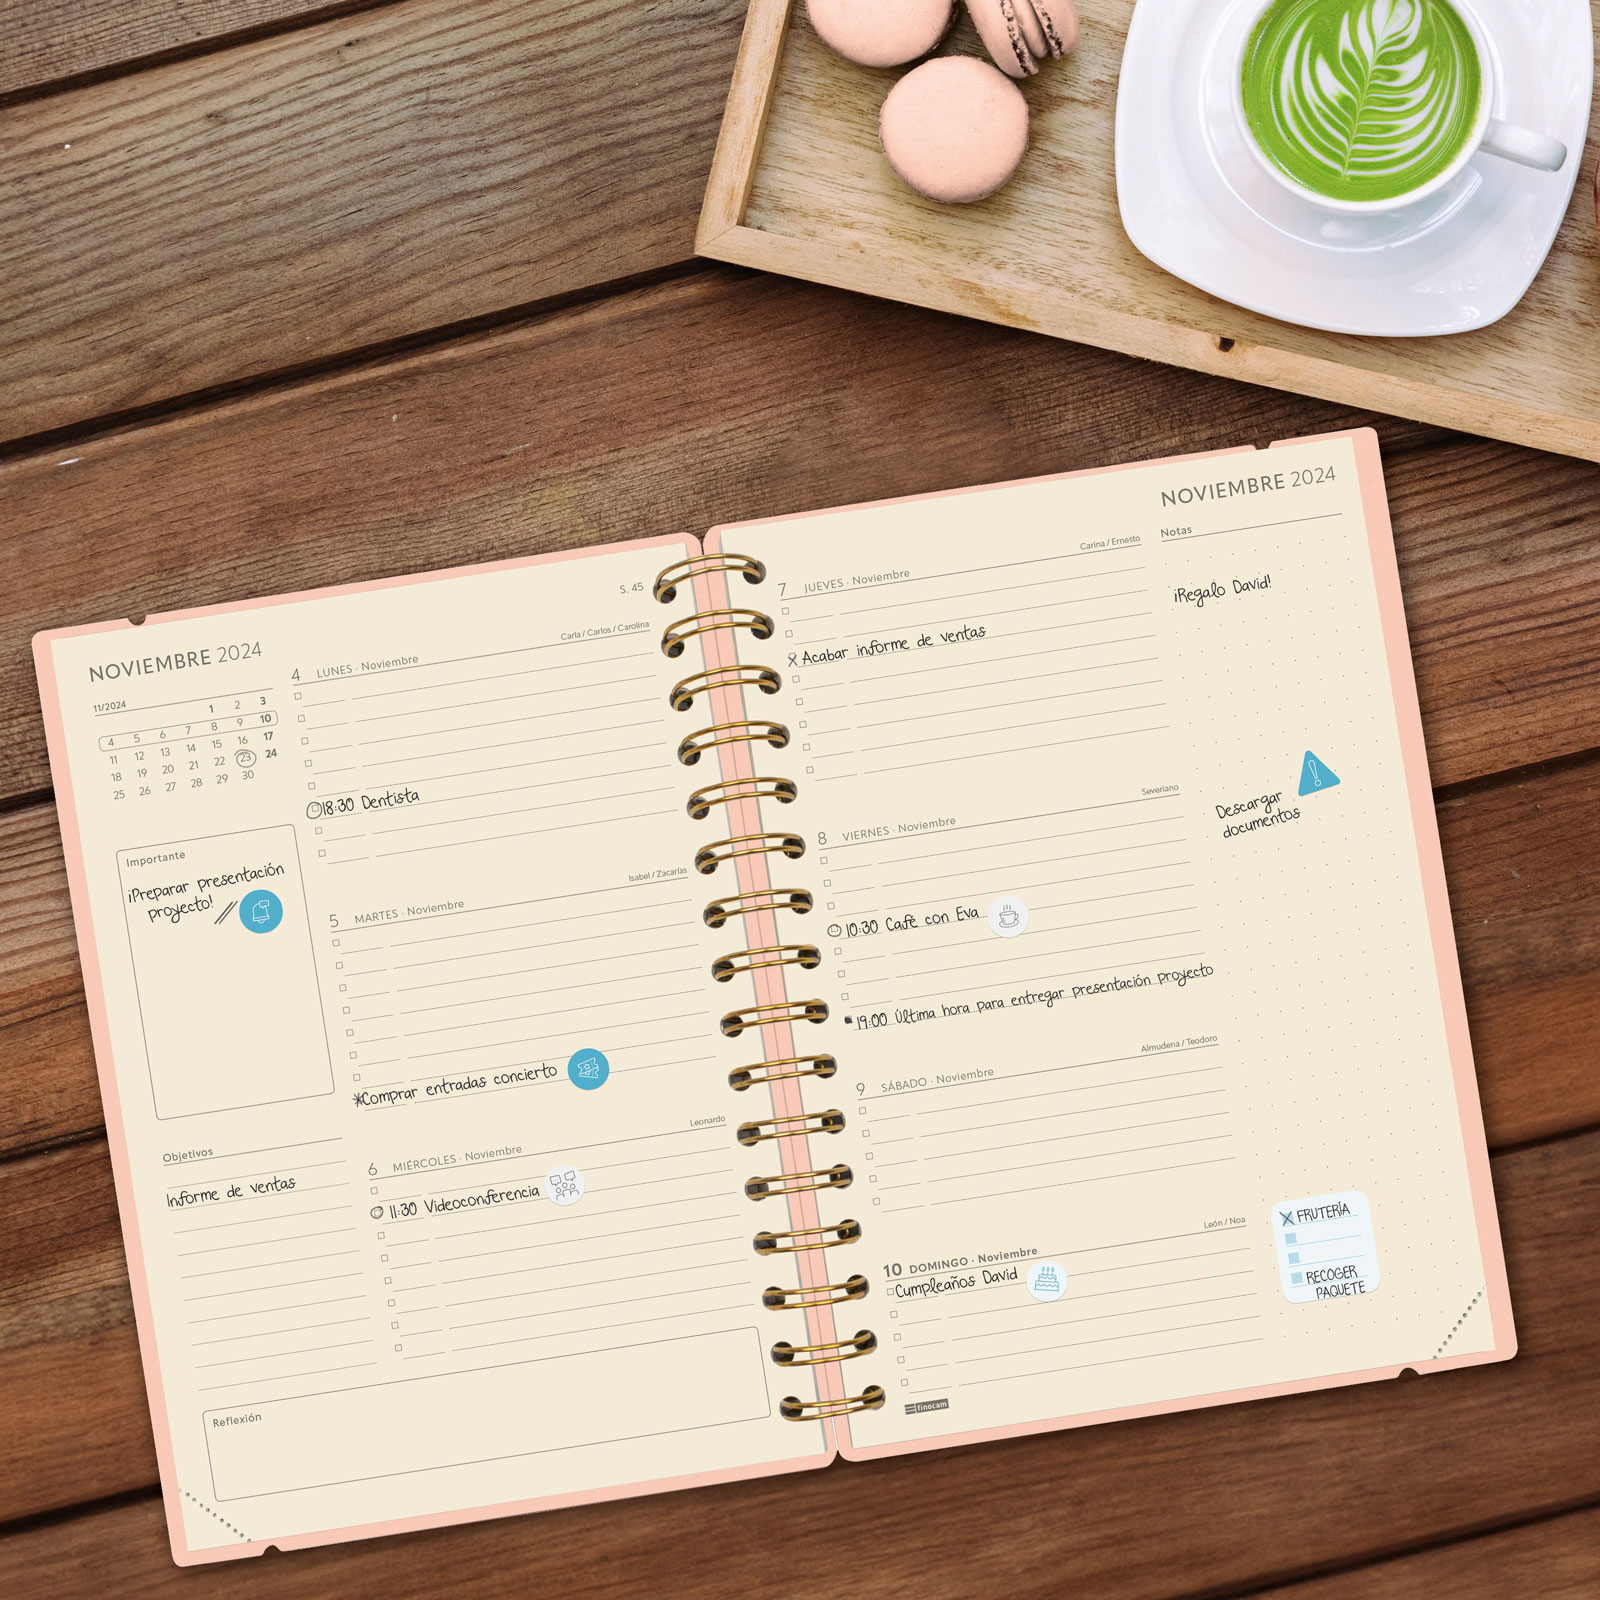 NOVIEMBRE 2024
11/2024
1 2 3
4 5 6 7 8 9 10
11 12 13 14 15 16 17
18 19 20 21 22 23 24
25 26 27 28 29 30
Importante
¡Preparar presentación
proyecto!
Objetivos
Informe de ventas
Reflexión
S. 45
Carla / Carlos / Carolina
4 LUNES · Noviembre
18:30 Dentista
Isabel / Zacarías
5 MARTES · Noviembre
Comprar entradas concierto
Leonardo
6 MIÉRCOLES · Noviembre
11:30 Videoconferencia
Carina / Ernesto
7 JUEVES · Noviembre
X Acabar informe de ventas
Severiano
8 VIERNES · Noviembre
10:30 Café con Eva
19:00 Última hora para entregar presentación proyecto
Almudena / Teodoro
9 SÁBADO · Noviembre
León / Noa
10 DOMINGO · Noviembre
Cumpleaños David
finocam
NOVIEMBRE 2024
Notas
¡Regalo David!
Descargar
documentos
FRUTERÍA
RECOGER
PAQUETE